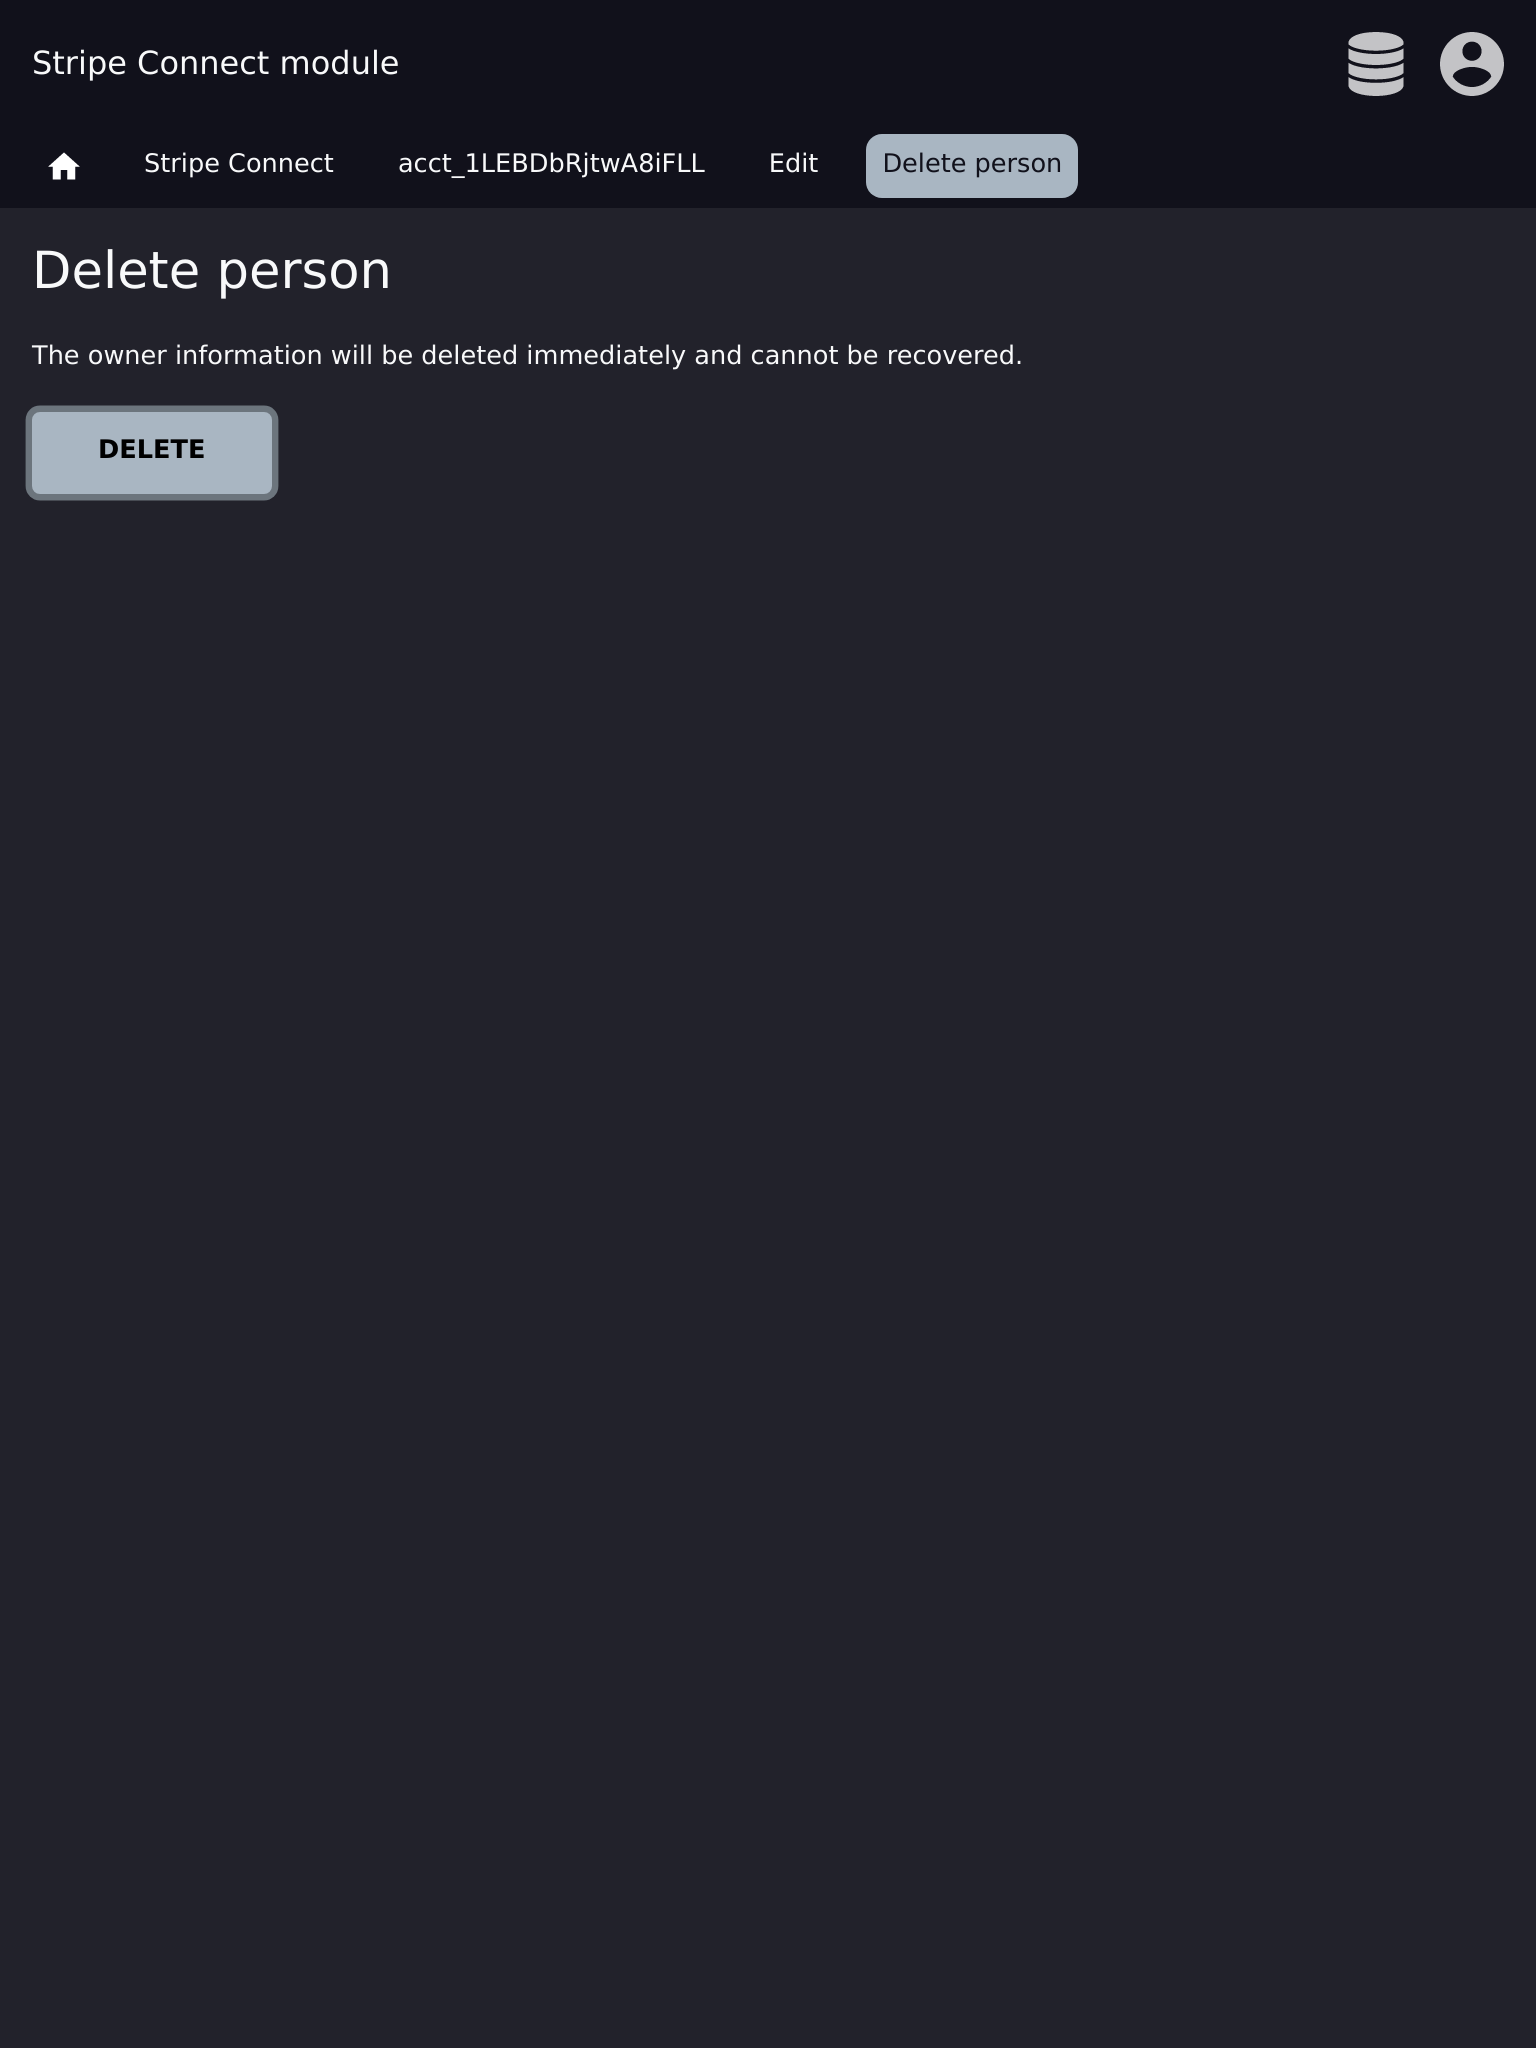 Stripe Connect module
Stripe Connect acct_1LEBDbRjtwA8iFLL Edit Delete person
Delete person
The owner information will be deleted immediately and cannot be recovered.
DELETE